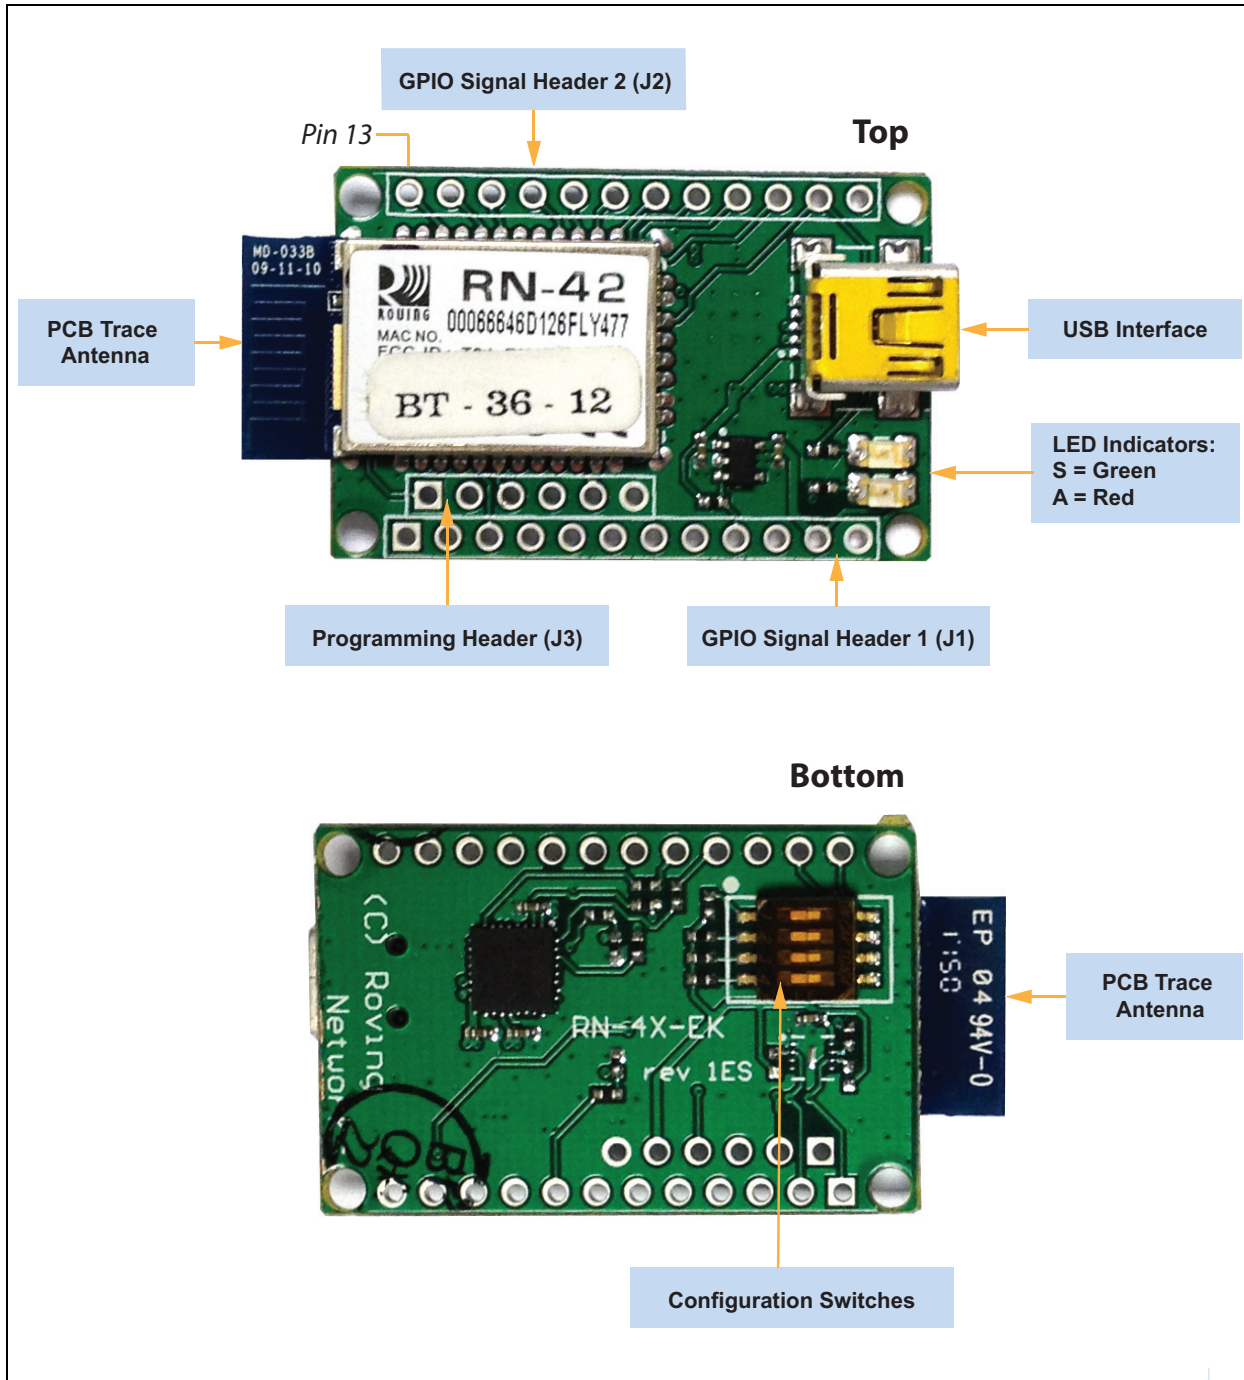 GPIO Signal Header 2 (J2)
Pin 13
Top
MD-033B
09-11-10
RN-42
ROVING
00066646D126FLY477
MAC NO.
BT - 36 - 12
PCB Trace
Antenna
USB Interface
LED Indicators:
S = Green
A = Red
Programming Header (J3)
GPIO Signal Header 1 (J1)
Bottom
(C) Roving
Networ
RN-4X-EK
rev 1ES
EP 04 94V-0
PCB Trace
Antenna
Configuration Switches